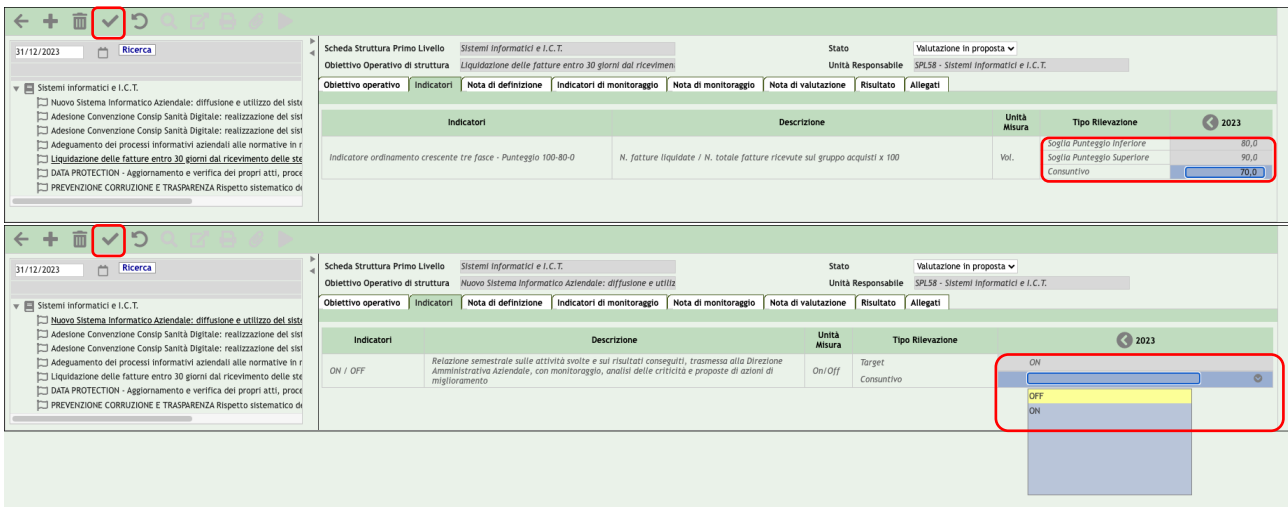 31/12/2023 Ricerca
Scheda Struttura Primo Livello Sistemi Informatici e I.C.T. Stato Valutazione in proposta
Obiettivo Operativo di struttura Liquidazione delle fatture entro 30 giorni dal ricevimen Unità Responsabile SPL58 - Sistemi Informatici e I.C.T.
Obiettivo operativo Indicatori Nota di definizione Indicatori di monitoraggio Nota di monitoraggio Nota di valutazione Risultato Allegati
Sistemi informatici e I.C.T.
Nuovo Sistema Informatico Aziendale: diffusione e utilizzo del siste
Adesione Convenzione Consip Sanità Digitale: realizzazione del sist
Adesione Convenzione Consip Sanità Digitale: realizzazione del sist
Adeguamento dei processi informativi aziendali alle normative in r
Liquidazione delle fatture entro 30 giorni dal ricevimento delle ste
DATA PROTECTION - Aggiornamento e verifica dei propri atti, proce
PREVENZIONE CORRUZIONE E TRASPARENZA Rispetto sistematico de
Indicatori Descrizione Unità Misura Tipo Rilevazione 2023
Indicatore ordinamento crescente tre fasce - Punteggio 100-80-0 N. fatture liquidate / N. totale fatture ricevute sul gruppo acquisti x 100 Vol.
Soglia Punteggio Inferiore 80,0
Soglia Punteggio Superiore 90,0
Consuntivo 70,0
31/12/2023 Ricerca
Scheda Struttura Primo Livello Sistemi Informatici e I.C.T. Stato Valutazione in proposta
Obiettivo Operativo di struttura Nuovo Sistema Informatico Aziendale: diffusione e utiliz Unità Responsabile SPL58 - Sistemi Informatici e I.C.T.
Obiettivo operativo Indicatori Nota di definizione Indicatori di monitoraggio Nota di monitoraggio Nota di valutazione Risultato Allegati
Sistemi informatici e I.C.T.
Nuovo Sistema Informatico Aziendale: diffusione e utilizzo del siste
Adesione Convenzione Consip Sanità Digitale: realizzazione del sist
Adesione Convenzione Consip Sanità Digitale: realizzazione del sist
Adeguamento dei processi informativi aziendali alle normative in r
Liquidazione delle fatture entro 30 giorni dal ricevimento delle ste
DATA PROTECTION - Aggiornamento e verifica dei propri atti, proce
PREVENZIONE CORRUZIONE E TRASPARENZA Rispetto sistematico de
Indicatori Descrizione Unità Misura Tipo Rilevazione 2023
ON / OFF
Relazione semestrale sulle attività svolte e sui risultati conseguiti, trasmessa alla Direzione
Amministrativa Aziendale, con monitoraggio, analisi delle criticità e proposte di azioni di
miglioramento
On/Off
Target ON
Consuntivo
OFF
ON